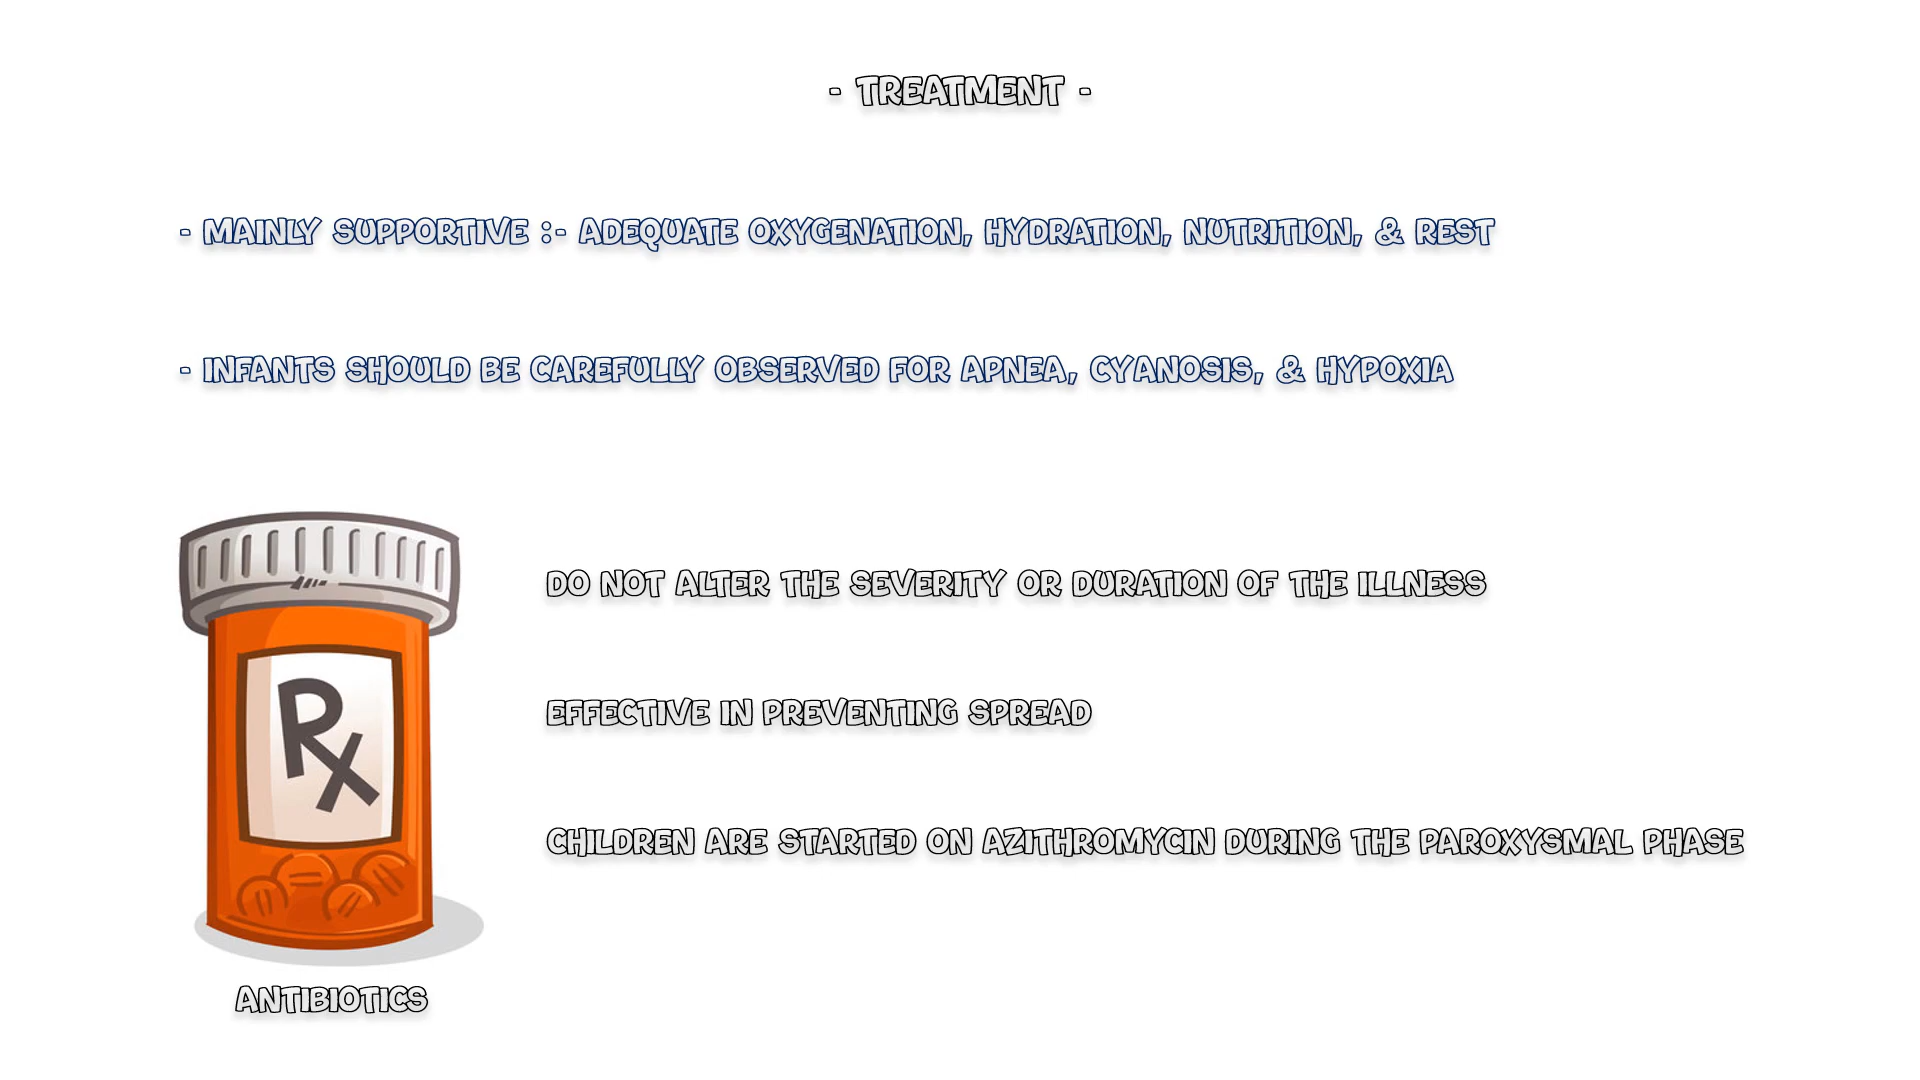 - TREATMENT -
- MAINLY SUPPORTIVE :- ADEQUATE OXYGENATION, HYDRATION, NUTRITION, & REST
- INFANTS SHOULD BE CAREFULLY OBSERVED FOR APNEA, CYANOSIS, & HYPOXIA
DO NOT ALTER THE SEVERITY OR DURATION OF THE ILLNESS
EFFECTIVE IN PREVENTING SPREAD
CHILDREN ARE STARTED ON AZITHROMYCIN DURING THE PAROXYSMAL PHASE
Rx
ANTIBIOTICS